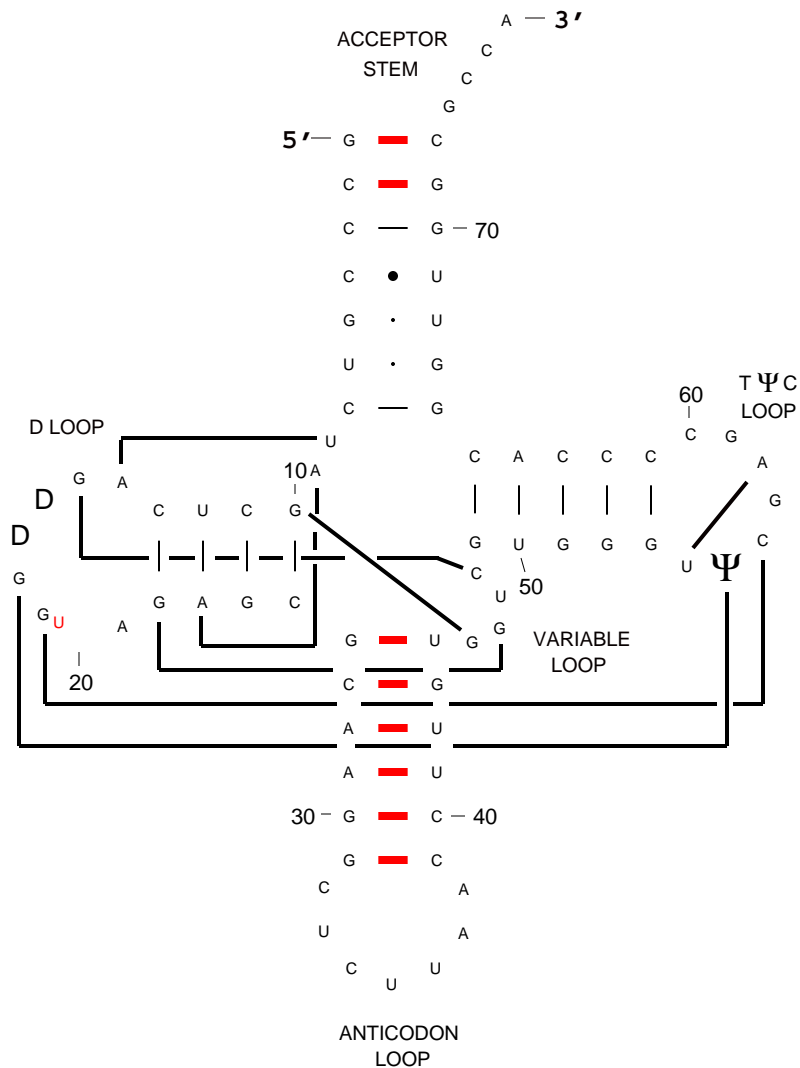 A 3′
ACCEPTOR C
STEM C
G
5′ G C
C G
C G 70
C U
G U
U G
60 T Ψ C
C G LOOP
C G
D LOOP U C A C C C A
G A 10 A
D G
C U C G
D G U G G G C
U Ψ
G C 50
G U A G A G C U
G U G G VARIABLE
20 LOOP
C G
A U
A U
30 G C 40
G C
C A
U A
C U U
ANTICODON
LOOP